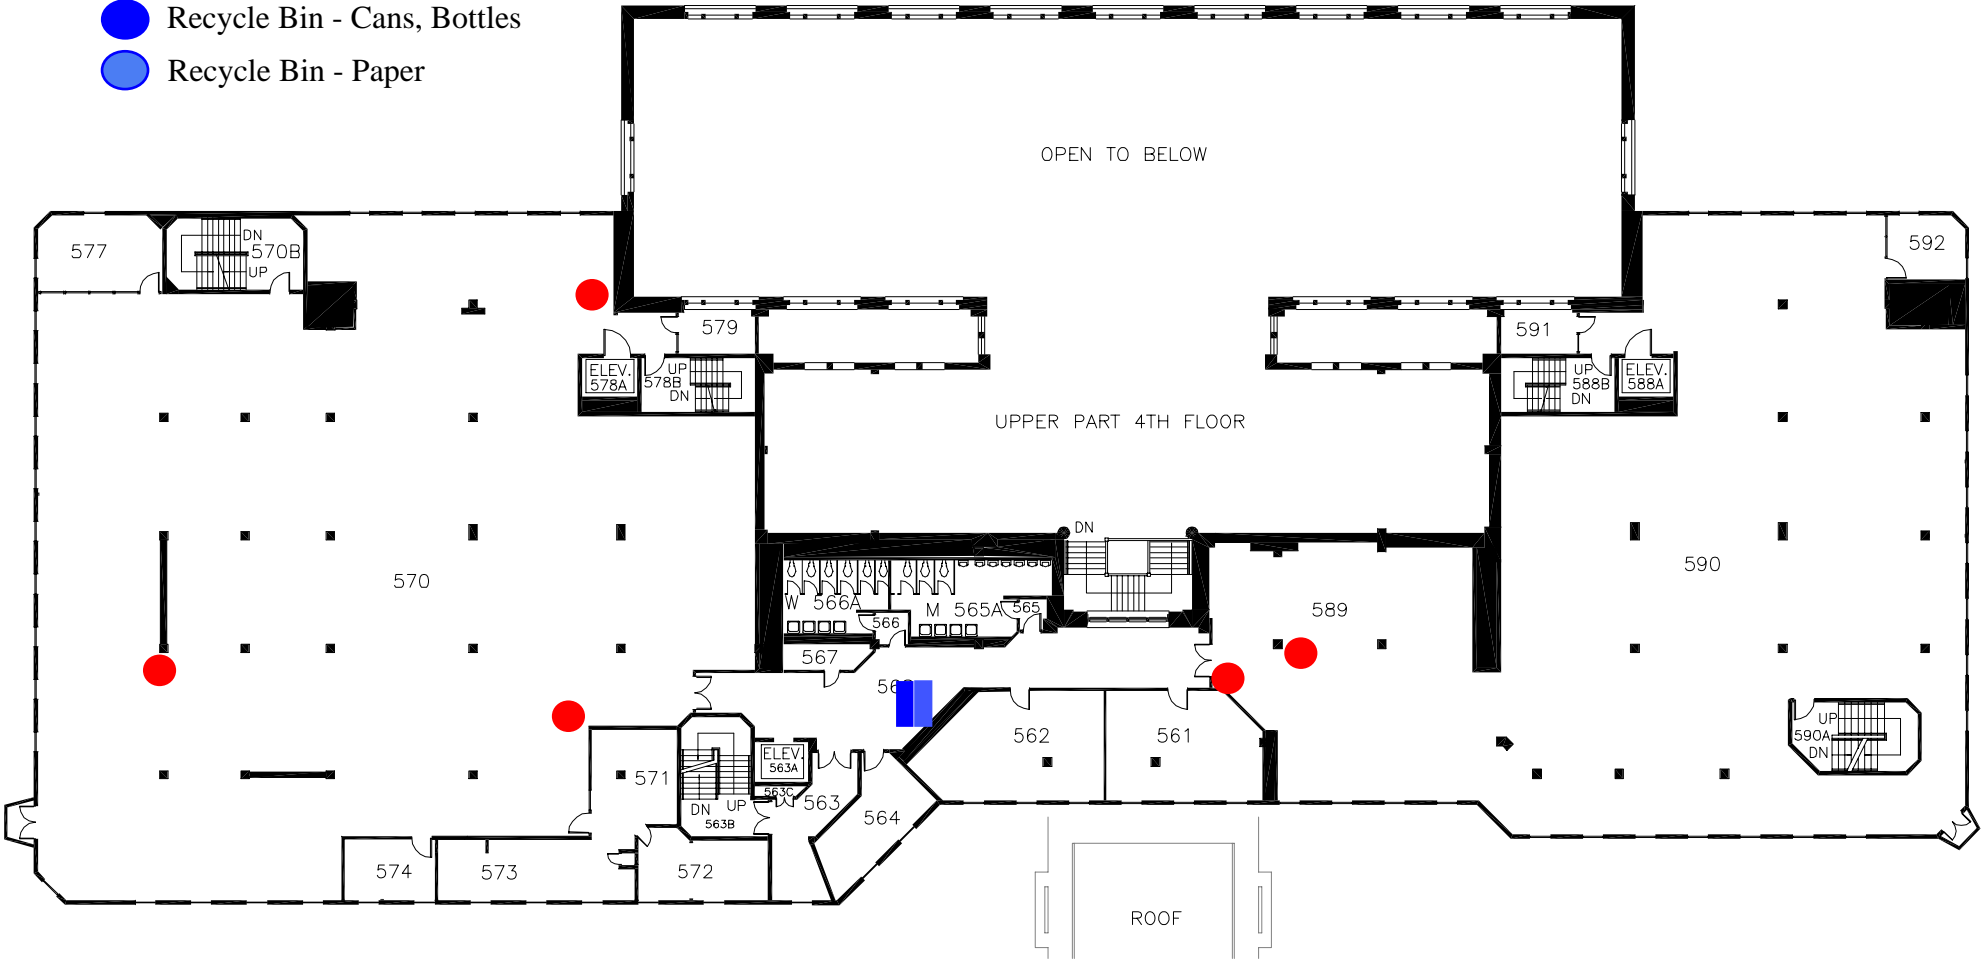 Recycle Bin - Cans, Bottles
Recycle Bin - Paper
OPEN TO BELOW
577
DN
570B
UP
592
579
591
ELEV.
578A
578B
UP
DN
UP
588B
DN
ELEV.
588A
UPPER PART 4TH FLOOR
DN
570
590
W
566A
M
565A
565
566
589
567
562
561
UP
590A
DN
571
ELEV.
563A
563C
563
DN
UP
563B
564
574
573
572
ROOF